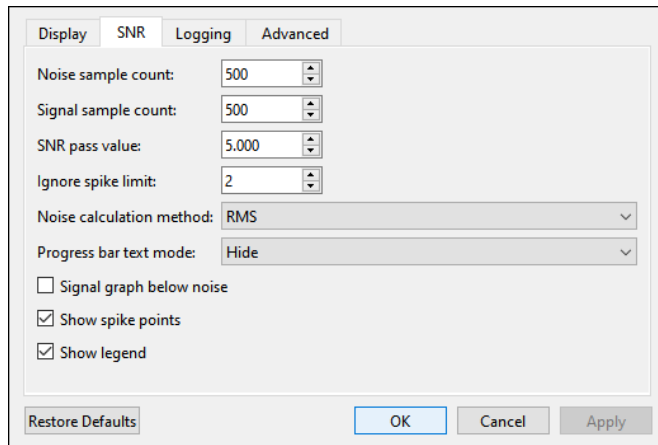 Display SNR Logging Advanced
Noise sample count: 500
Signal sample count: 500
SNR pass value: 5.000
Ignore spike limit: 2
Noise calculation method: RMS
Progress bar text mode: Hide
Signal graph below noise
Show spike points
Show legend
Restore Defaults OK Cancel Apply